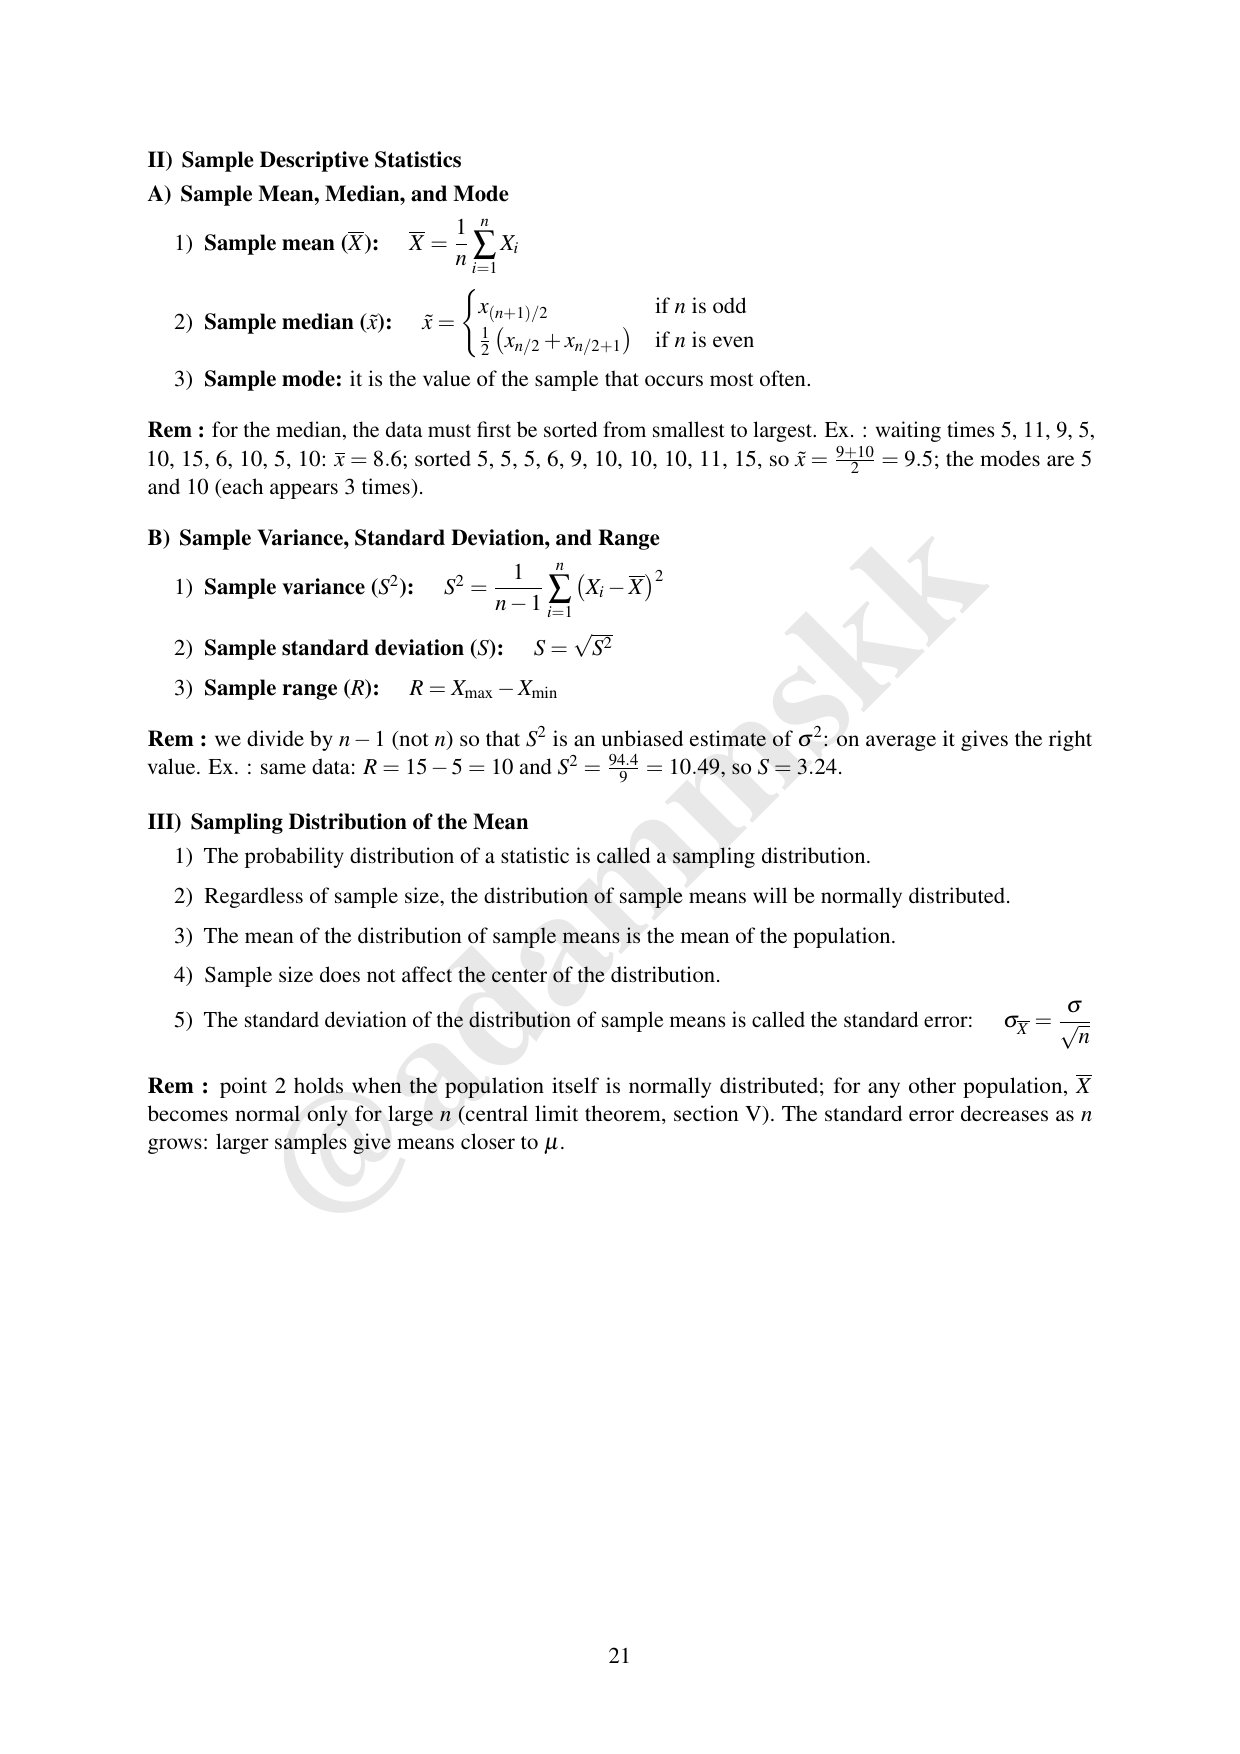 II) Sample Descriptive Statistics
A) Sample Mean, Median, and Mode
1) Sample mean (X̅): X̅ = 1/n ∑_{i=1}^{n} X_i
2) Sample median (x̃): x̃ = { x_{(n+1)/2} if n is odd
1/2 (x_{n/2} + x_{n/2+1}) if n is even
3) Sample mode: it is the value of the sample that occurs most often.
Rem : for the median, the data must first be sorted from smallest to largest. Ex. : waiting times 5, 11, 9, 5,
10, 15, 6, 10, 5, 10: x̅ = 8.6; sorted 5, 5, 5, 6, 9, 10, 10, 10, 11, 15, so x̃ = (9+10)/2 = 9.5; the modes are 5
and 10 (each appears 3 times).
B) Sample Variance, Standard Deviation, and Range
1) Sample variance (S²): S² = 1/(n − 1) ∑_{i=1}^{n} (X_i − X̅)²
2) Sample standard deviation (S): S = √S²
3) Sample range (R): R = X_max − X_min
Rem : we divide by n − 1 (not n) so that S² is an unbiased estimate of σ²: on average it gives the right
value. Ex. : same data: R = 15 − 5 = 10 and S² = 94.4/9 = 10.49, so S = 3.24.
III) Sampling Distribution of the Mean
1) The probability distribution of a statistic is called a sampling distribution.
2) Regardless of sample size, the distribution of sample means will be normally distributed.
3) The mean of the distribution of sample means is the mean of the population.
4) Sample size does not affect the center of the distribution.
5) The standard deviation of the distribution of sample means is called the standard error: σ_X̅ = σ/√n
Rem : point 2 holds when the population itself is normally distributed; for any other population, X̅
becomes normal only for large n (central limit theorem, section V). The standard error decreases as n
grows: larger samples give means closer to μ.
@adammskk
21